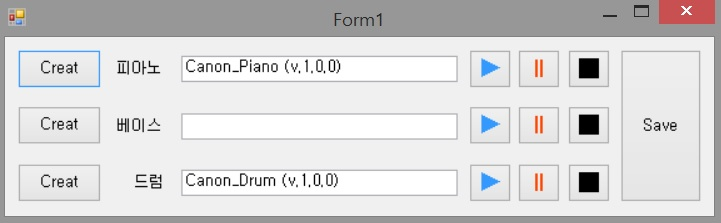 Form1
Creat 피아노 Canon_Piano (v,1,0,0)
Creat 베이스
Save
Creat 드럼 Canon_Drum (v,1,0,0)